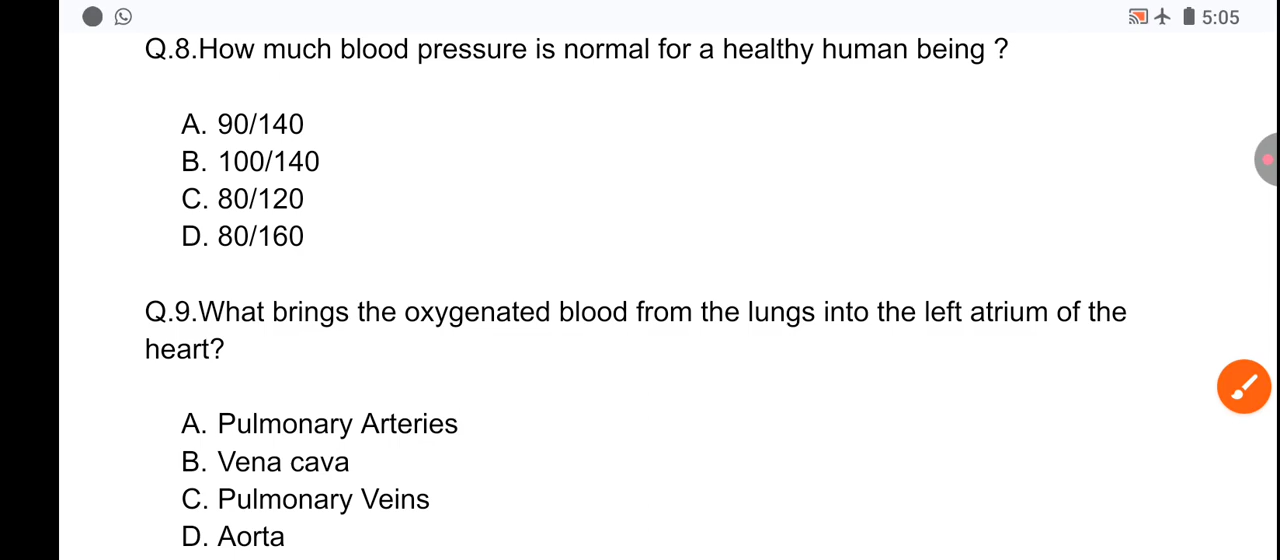 5:05
Q.8.How much blood pressure is normal for a healthy human being ?
A. 90/140
B. 100/140
C. 80/120
D. 80/160
Q.9.What brings the oxygenated blood from the lungs into the left atrium of the
heart?
A. Pulmonary Arteries
B. Vena cava
C. Pulmonary Veins
D. Aorta